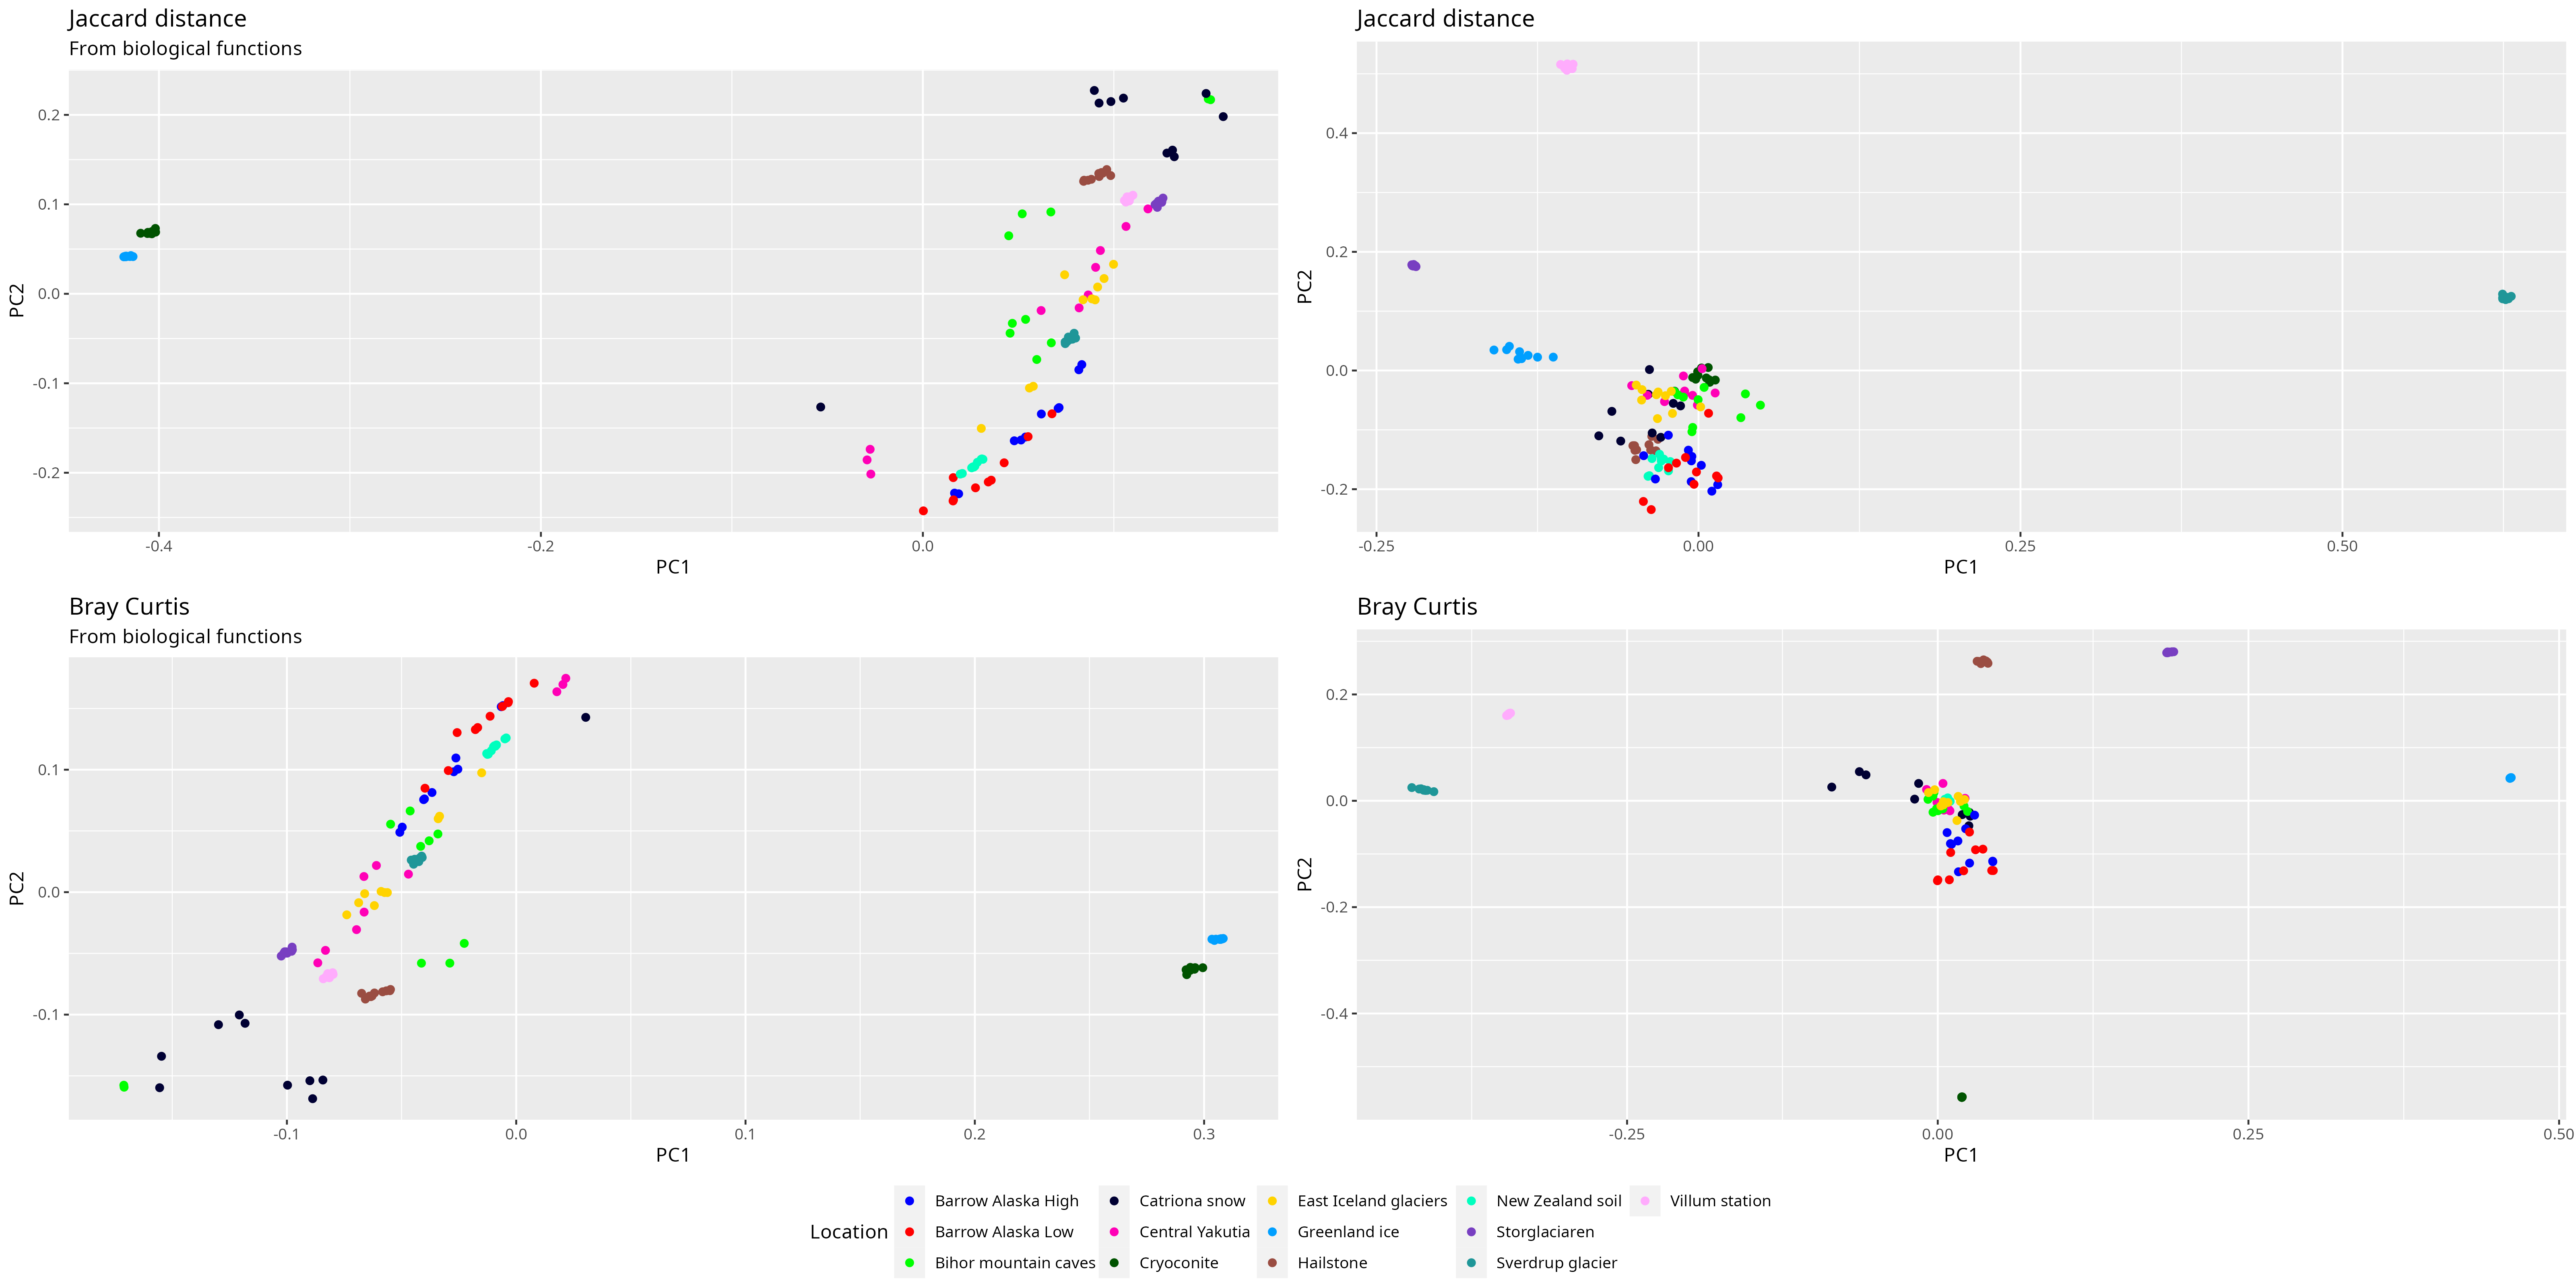 Jaccard distance
From biological functions
PC2
0.2
0.1
0.0
-0.1
-0.2
-0.4
-0.2
0.0
PC1
Jaccard distance
PC2
0.4
0.2
0.0
-0.2
-0.25
0.00
0.25
0.50
PC1
Bray Curtis
From biological functions
PC2
0.1
0.0
-0.1
-0.1
0.0
0.1
0.2
0.3
PC1
Bray Curtis
PC2
0.2
0.0
-0.2
-0.4
-0.25
0.00
0.25
0.50
PC1
Location
Barrow Alaska High
Barrow Alaska Low
Bihor mountain caves
Catriona snow
Central Yakutia
Cryoconite
East Iceland glaciers
Greenland ice
Hailstone
New Zealand soil
Storglaciaren
Sverdrup glacier
Villum station